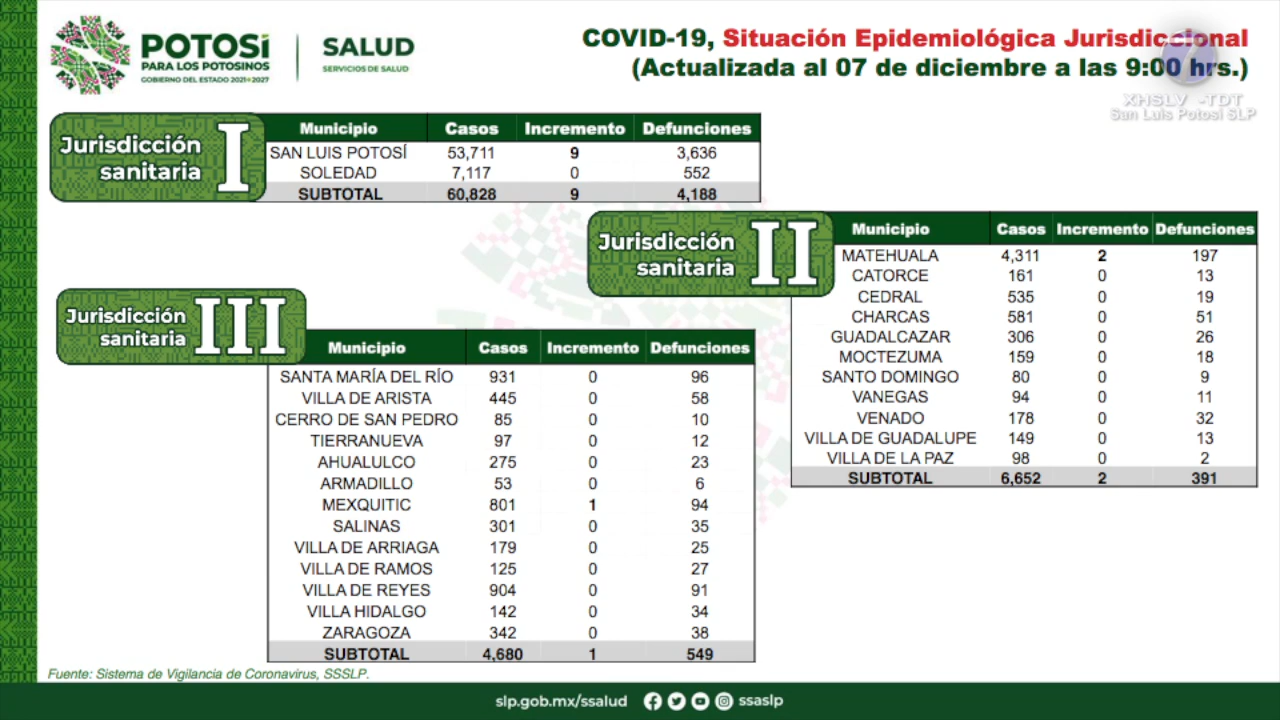 POTOSÍ
PARA LOS POTOSINOS
GOBIERNO DEL ESTADO 2021•2027
SALUD
SERVICIOS DE SALUD
COVID-19, Situación Epidemiológica Jurisdiccional
(Actualizada al 07 de diciembre a las 9:00 hrs.)
XHSLV -TDT
San Luis Potosí SLP
Jurisdicción
sanitaria I
Municipio Casos Incremento Defunciones
SAN LUIS POTOSÍ 53,711 9 3,636
SOLEDAD 7,117 0 552
SUBTOTAL 60,828 9 4,188
Jurisdicción
sanitaria II
Municipio Casos Incremento Defunciones
MATEHUALA 4,311 2 197
CATORCE 161 0 13
CEDRAL 535 0 19
CHARCAS 581 0 51
GUADALCAZAR 306 0 26
MOCTEZUMA 159 0 18
SANTO DOMINGO 80 0 9
VANEGAS 94 0 11
VENADO 178 0 32
VILLA DE GUADALUPE 149 0 13
VILLA DE LA PAZ 98 0 2
SUBTOTAL 6,652 2 391
Jurisdicción
sanitaria III
Municipio Casos Incremento Defunciones
SANTA MARÍA DEL RÍO 931 0 96
VILLA DE ARISTA 445 0 58
CERRO DE SAN PEDRO 85 0 10
TIERRANUEVA 97 0 12
AHUALULCO 275 0 23
ARMADILLO 53 0 6
MEXQUITIC 801 1 94
SALINAS 301 0 35
VILLA DE ARRIAGA 179 0 25
VILLA DE RAMOS 125 0 27
VILLA DE REYES 904 0 91
VILLA HIDALGO 142 0 34
ZARAGOZA 342 0 38
SUBTOTAL 4,680 1 549
Fuente: Sistema de Vigilancia de Coronavirus, SSSLP.
slp.gob.mx/ssalud ssaslp